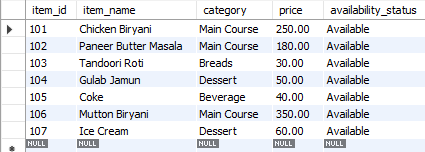 item_id item_name category price availability_status
101 Chicken Biryani Main Course 250.00 Available
102 Paneer Butter Masala Main Course 180.00 Available
103 Tandoori Roti Breads 30.00 Available
104 Gulab Jamun Dessert 50.00 Available
105 Coke Beverage 40.00 Available
106 Mutton Biryani Main Course 350.00 Available
107 Ice Cream Dessert 60.00 Available
NULL NULL NULL NULL NULL